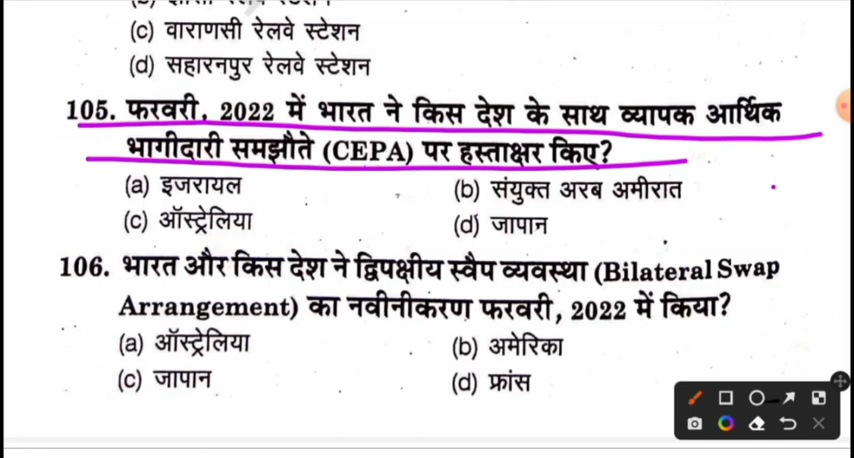 (c) वाराणसी रेलवे स्टेशन
(d) सहारनपुर रेलवे स्टेशन
105. फरवरी, 2022 में भारत ने किस देश के साथ व्यापक आर्थिक
भागीदारी समझौते (CEPA) पर हस्ताक्षर किए?
(a) इजरायल (b) संयुक्त अरब अमीरात
(c) ऑस्ट्रेलिया (d) जापान
106. भारत और किस देश ने द्विपक्षीय स्वैप व्यवस्था (Bilateral Swap
Arrangement) का नवीनीकरण फरवरी, 2022 में किया?
(a) ऑस्ट्रेलिया (b) अमेरिका
(c) जापान (d) फ्रांस